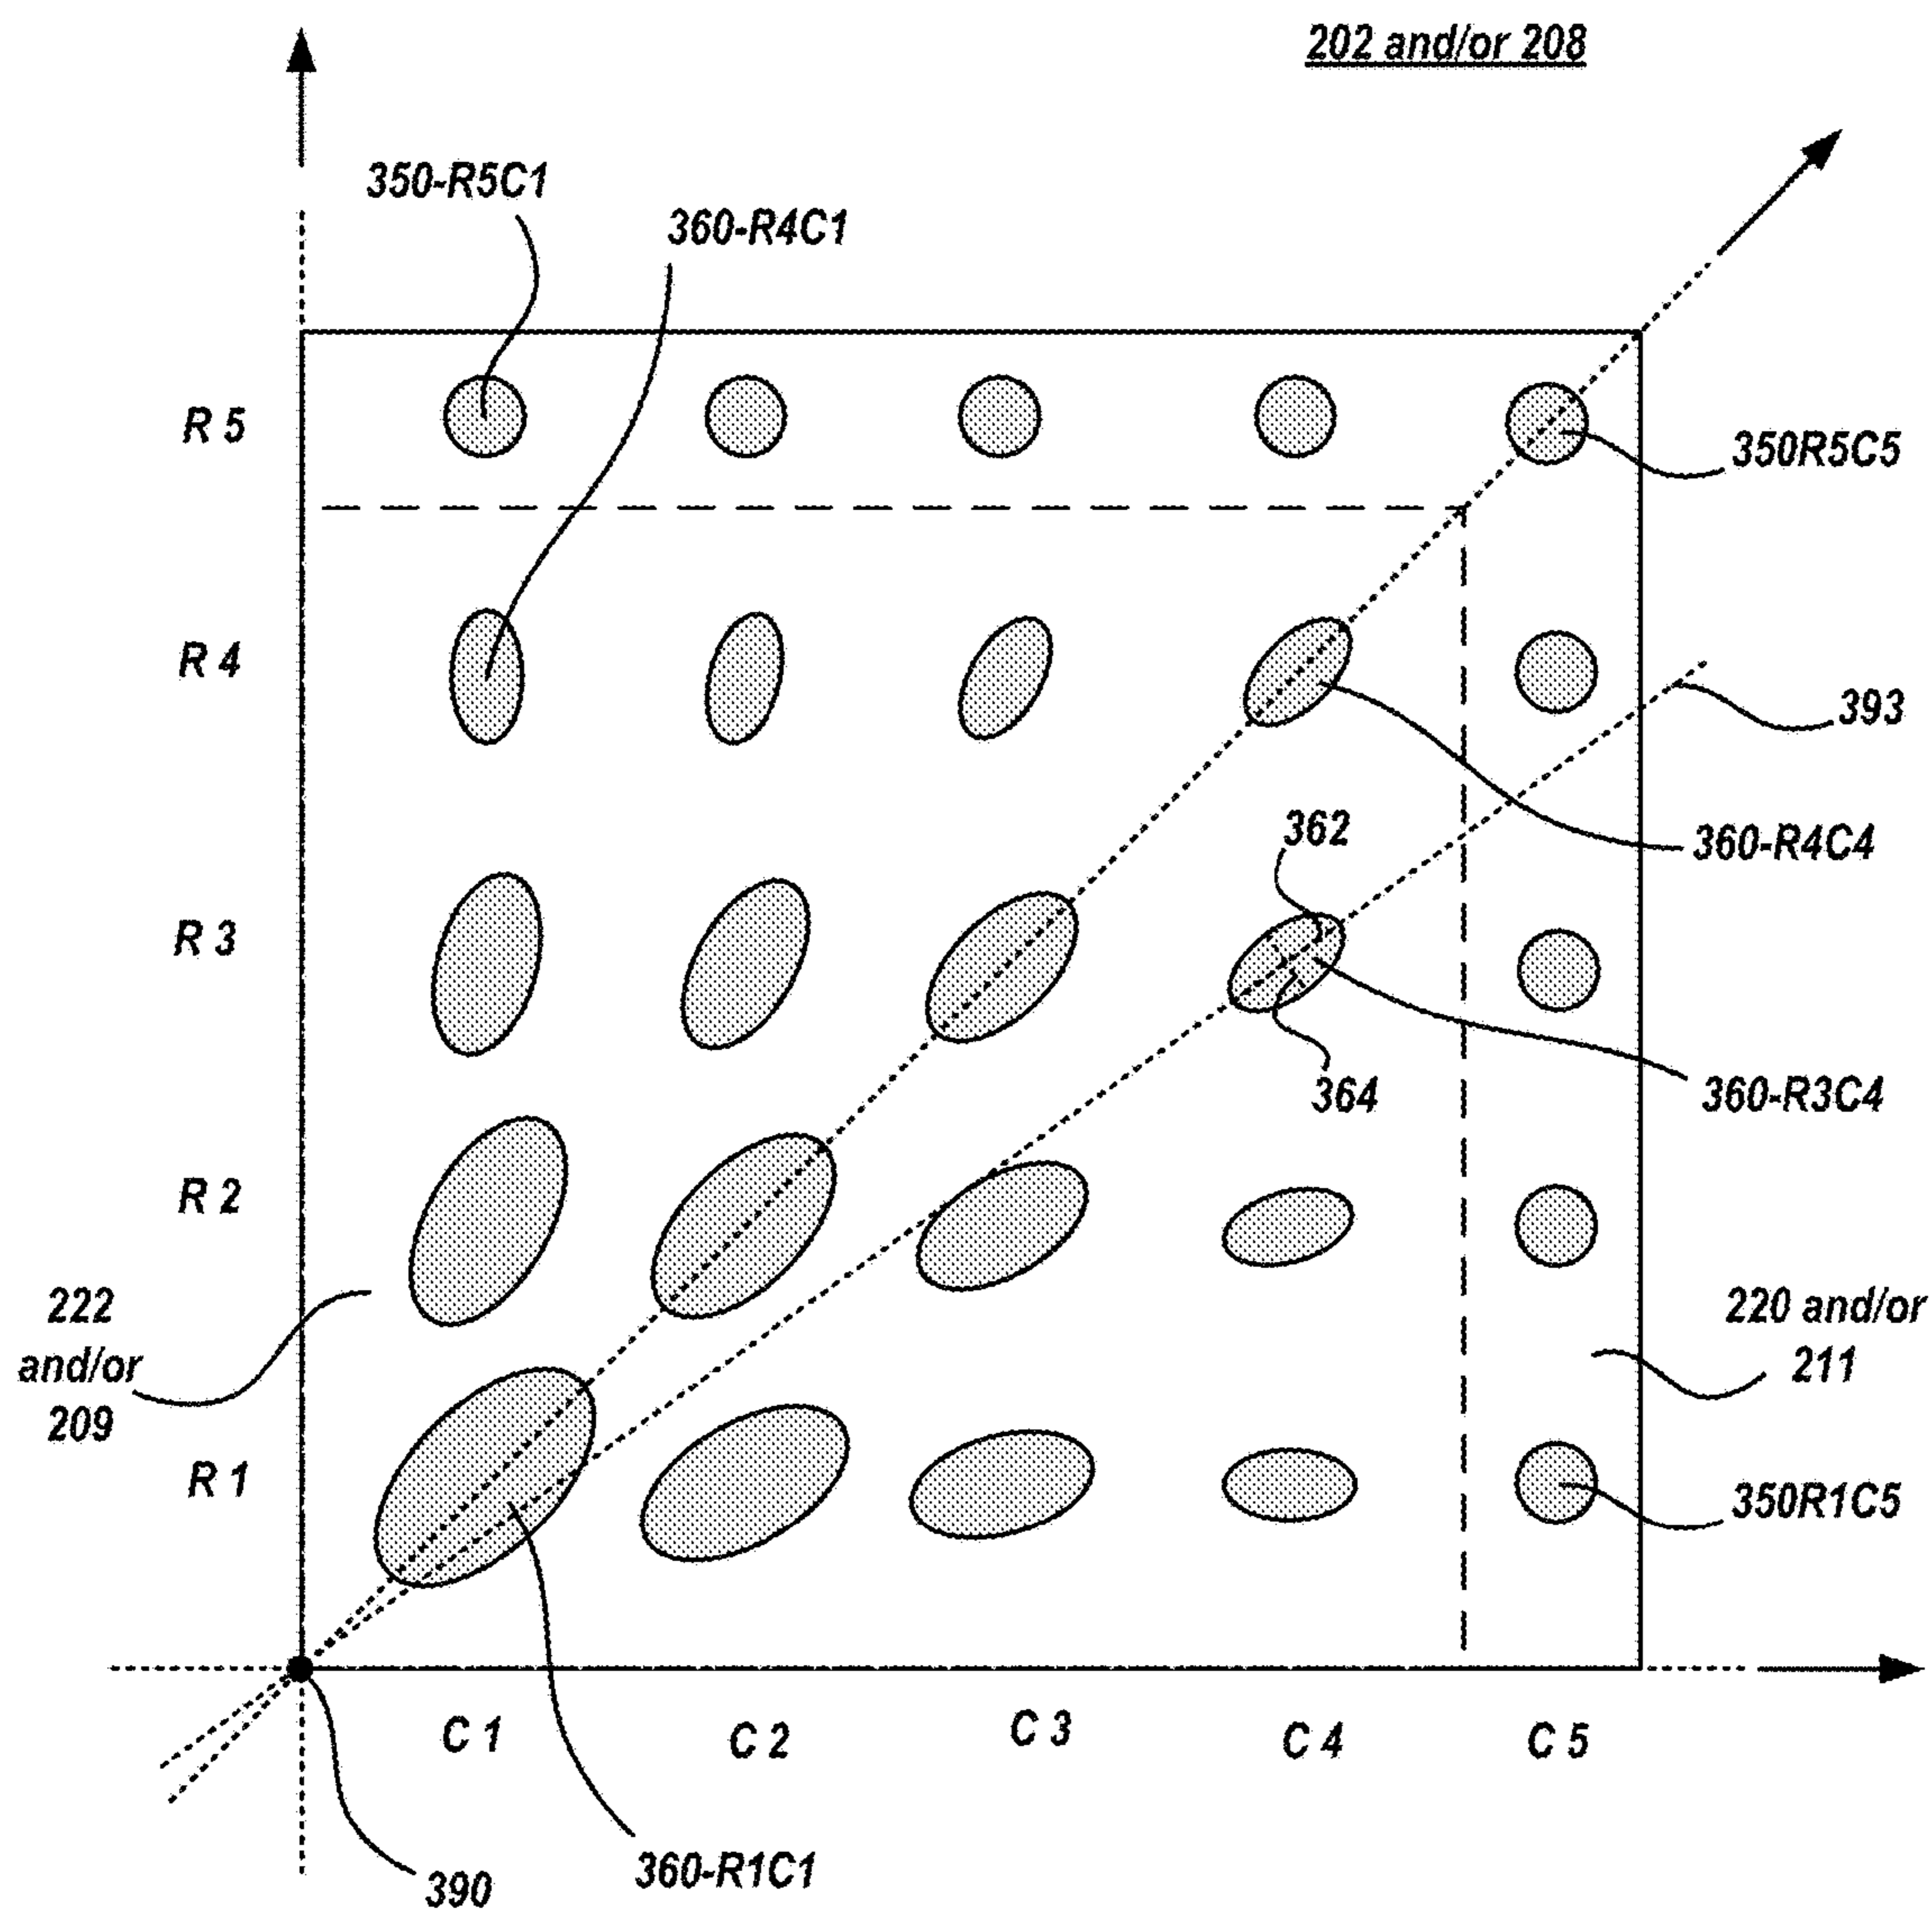 202 and/or 208
350-R5C1
360-R4C1
R 5
350R5C5
R 4
393
362
360-R4C4
R 3
364
360-R3C4
R 2
222
and/or
209
220 and/or
211
R 1
350R1C5
C 1
C 2
C 3
C 4
C 5
360-R1C1
390